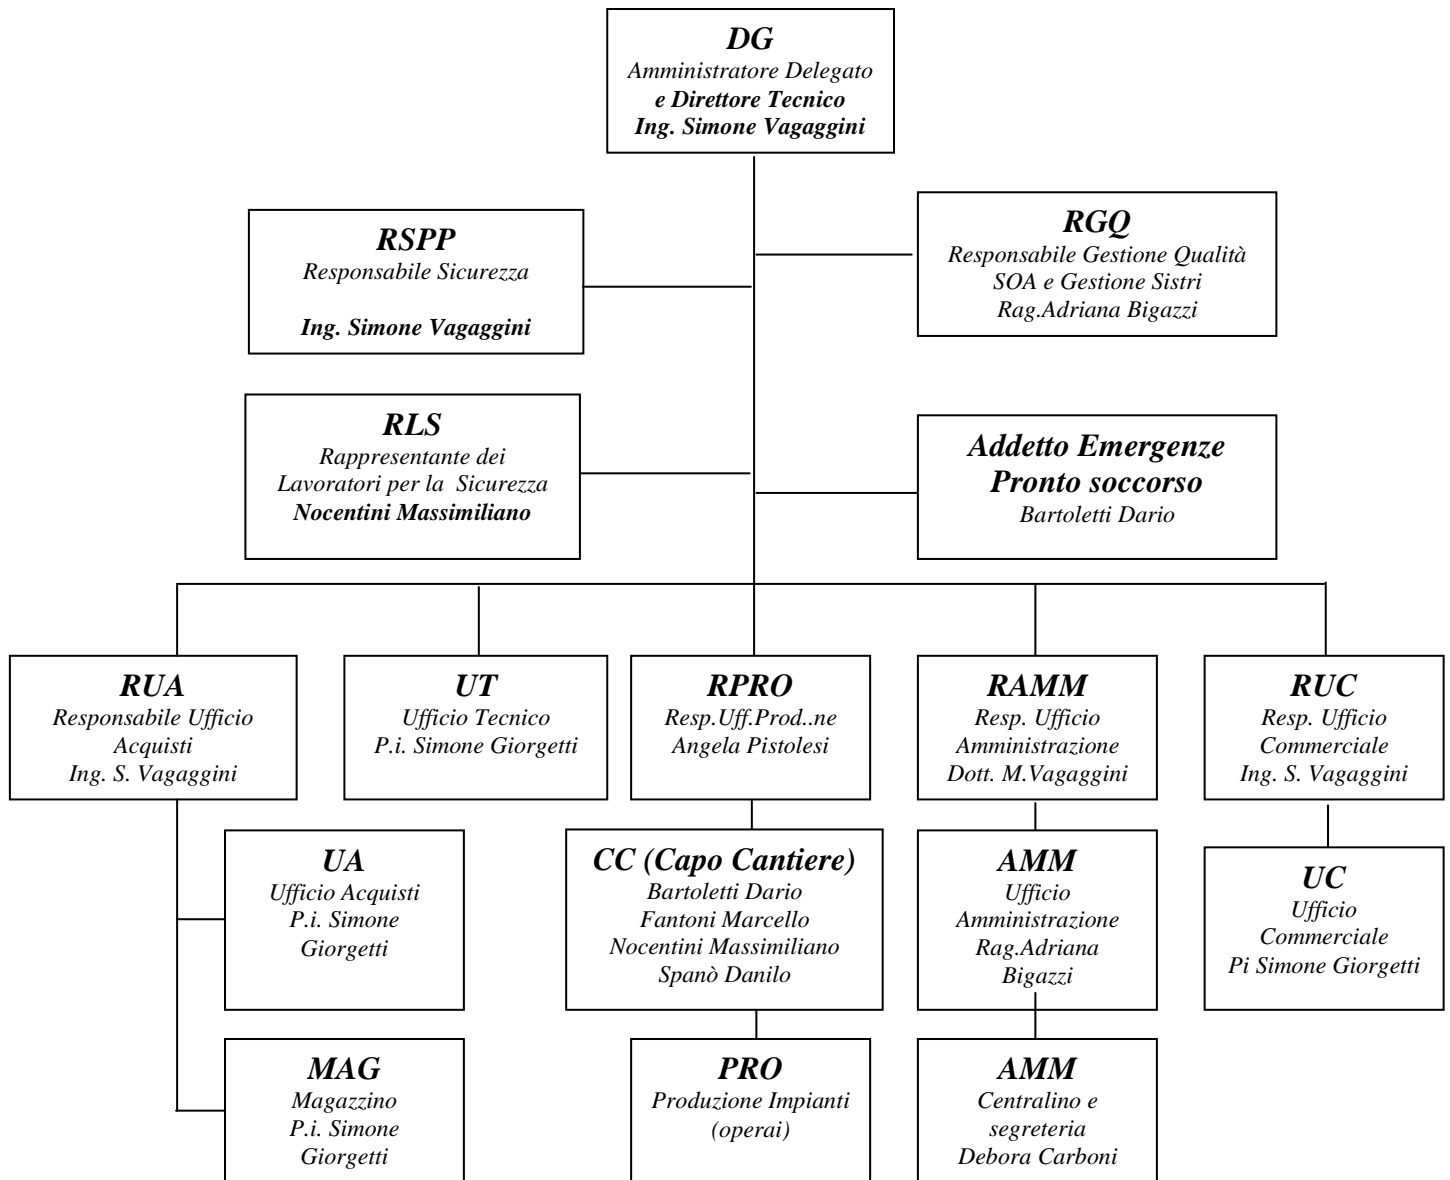 DG
Amministratore Delegato
e Direttore Tecnico
Ing. Simone Vagaggini
RSPP
Responsabile Sicurezza
Ing. Simone Vagaggini
RGQ
Responsabile Gestione Qualità
SOA e Gestione Sistri
Rag.Adriana Bigazzi
RLS
Rappresentante dei
Lavoratori per la Sicurezza
Nocentini Massimiliano
Addetto Emergenze
Pronto soccorso
Bartoletti Dario
RUA
Responsabile Ufficio
Acquisti
Ing. S. Vagaggini
UT
Ufficio Tecnico
P.i. Simone Giorgetti
RPRO
Resp.Uff.Prod..ne
Angela Pistolesi
RAMM
Resp. Ufficio
Amministrazione
Dott. M.Vagaggini
RUC
Resp. Ufficio
Commerciale
Ing. S. Vagaggini
UA
Ufficio Acquisti
P.i. Simone
Giorgetti
CC (Capo Cantiere)
Bartoletti Dario
Fantoni Marcello
Nocentini Massimiliano
Spanò Danilo
AMM
Ufficio
Amministrazione
Rag.Adriana
Bigazzi
UC
Ufficio
Commerciale
Pi Simone Giorgetti
MAG
Magazzino
P.i. Simone
Giorgetti
PRO
Produzione Impianti
(operai)
AMM
Centralino e
segreteria
Debora Carboni